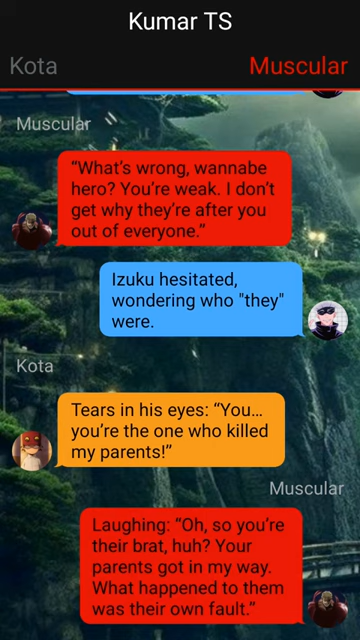 Kumar TS
Kota
Muscular
Muscular
“What’s wrong, wannabe
hero? You’re weak. I don’t
get why they’re after you
out of everyone.”
Izuku hesitated,
wondering who "they"
were.
Kota
Tears in his eyes: “You...
you’re the one who killed
my parents!”
Muscular
Laughing: “Oh, so you’re
their brat, huh? Your
parents got in my way.
What happened to them
was their own fault.”